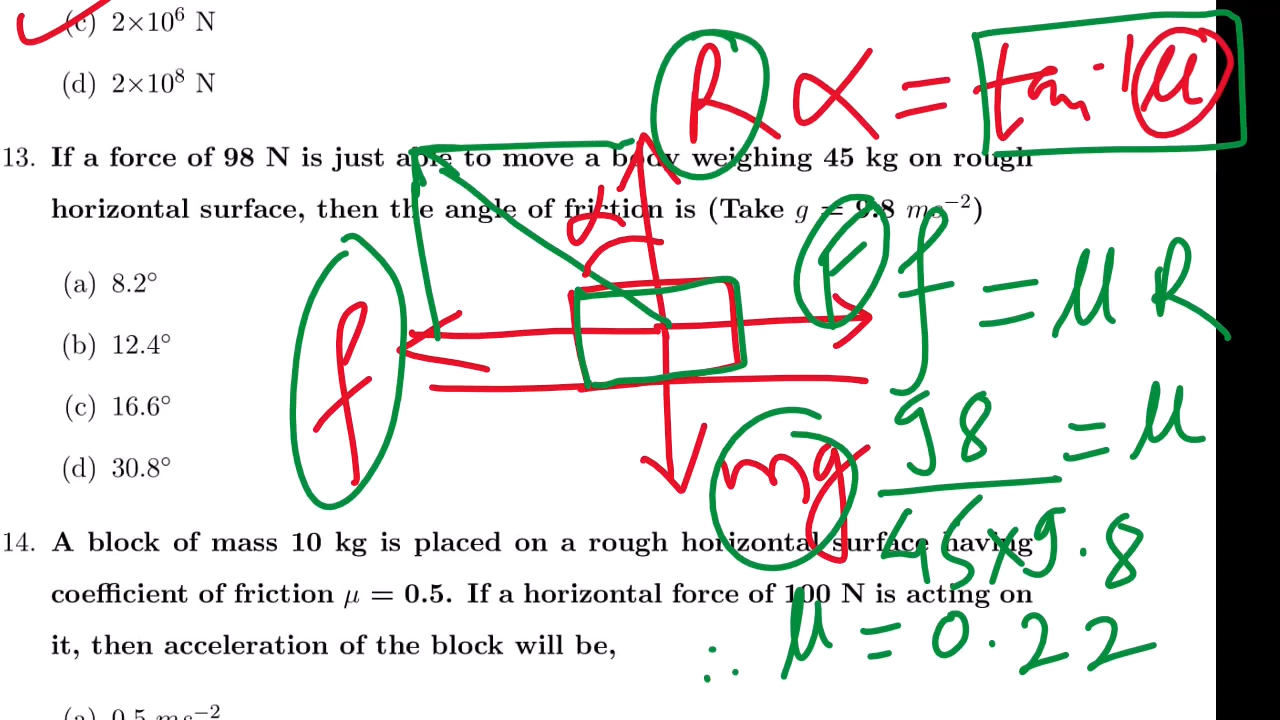 (c) 2×10⁶ N
(d) 2×10⁸ N
R α = tan⁻¹ μ
13. If a force of 98 N is just able to move a body weighing 45 kg on rough
horizontal surface, then the angle of friction is (Take g = 9.8 ms⁻²)
α
(a) 8.2°
F f = μ R
(b) 12.4°
f
(c) 16.6°
(d) 30.8°
mg
98/45×9.8 = μ
14. A block of mass 10 kg is placed on a rough horizontal surface having
coefficient of friction μ = 0.5. If a horizontal force of 100 N is acting on
it, then acceleration of the block will be,
∴ μ = 0.22
(a) 0.5 ms⁻²